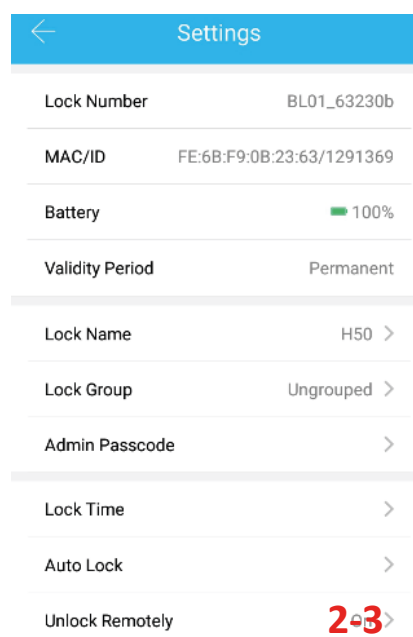 Settings
Lock Number BL01_63230b
MAC/ID FE:6B:F9:0B:23:63/1291369
Battery 100%
Validity Period Permanent
Lock Name H50
Lock Group Ungrouped
Admin Passcode
Lock Time
Auto Lock
Unlock Remotely 2-3